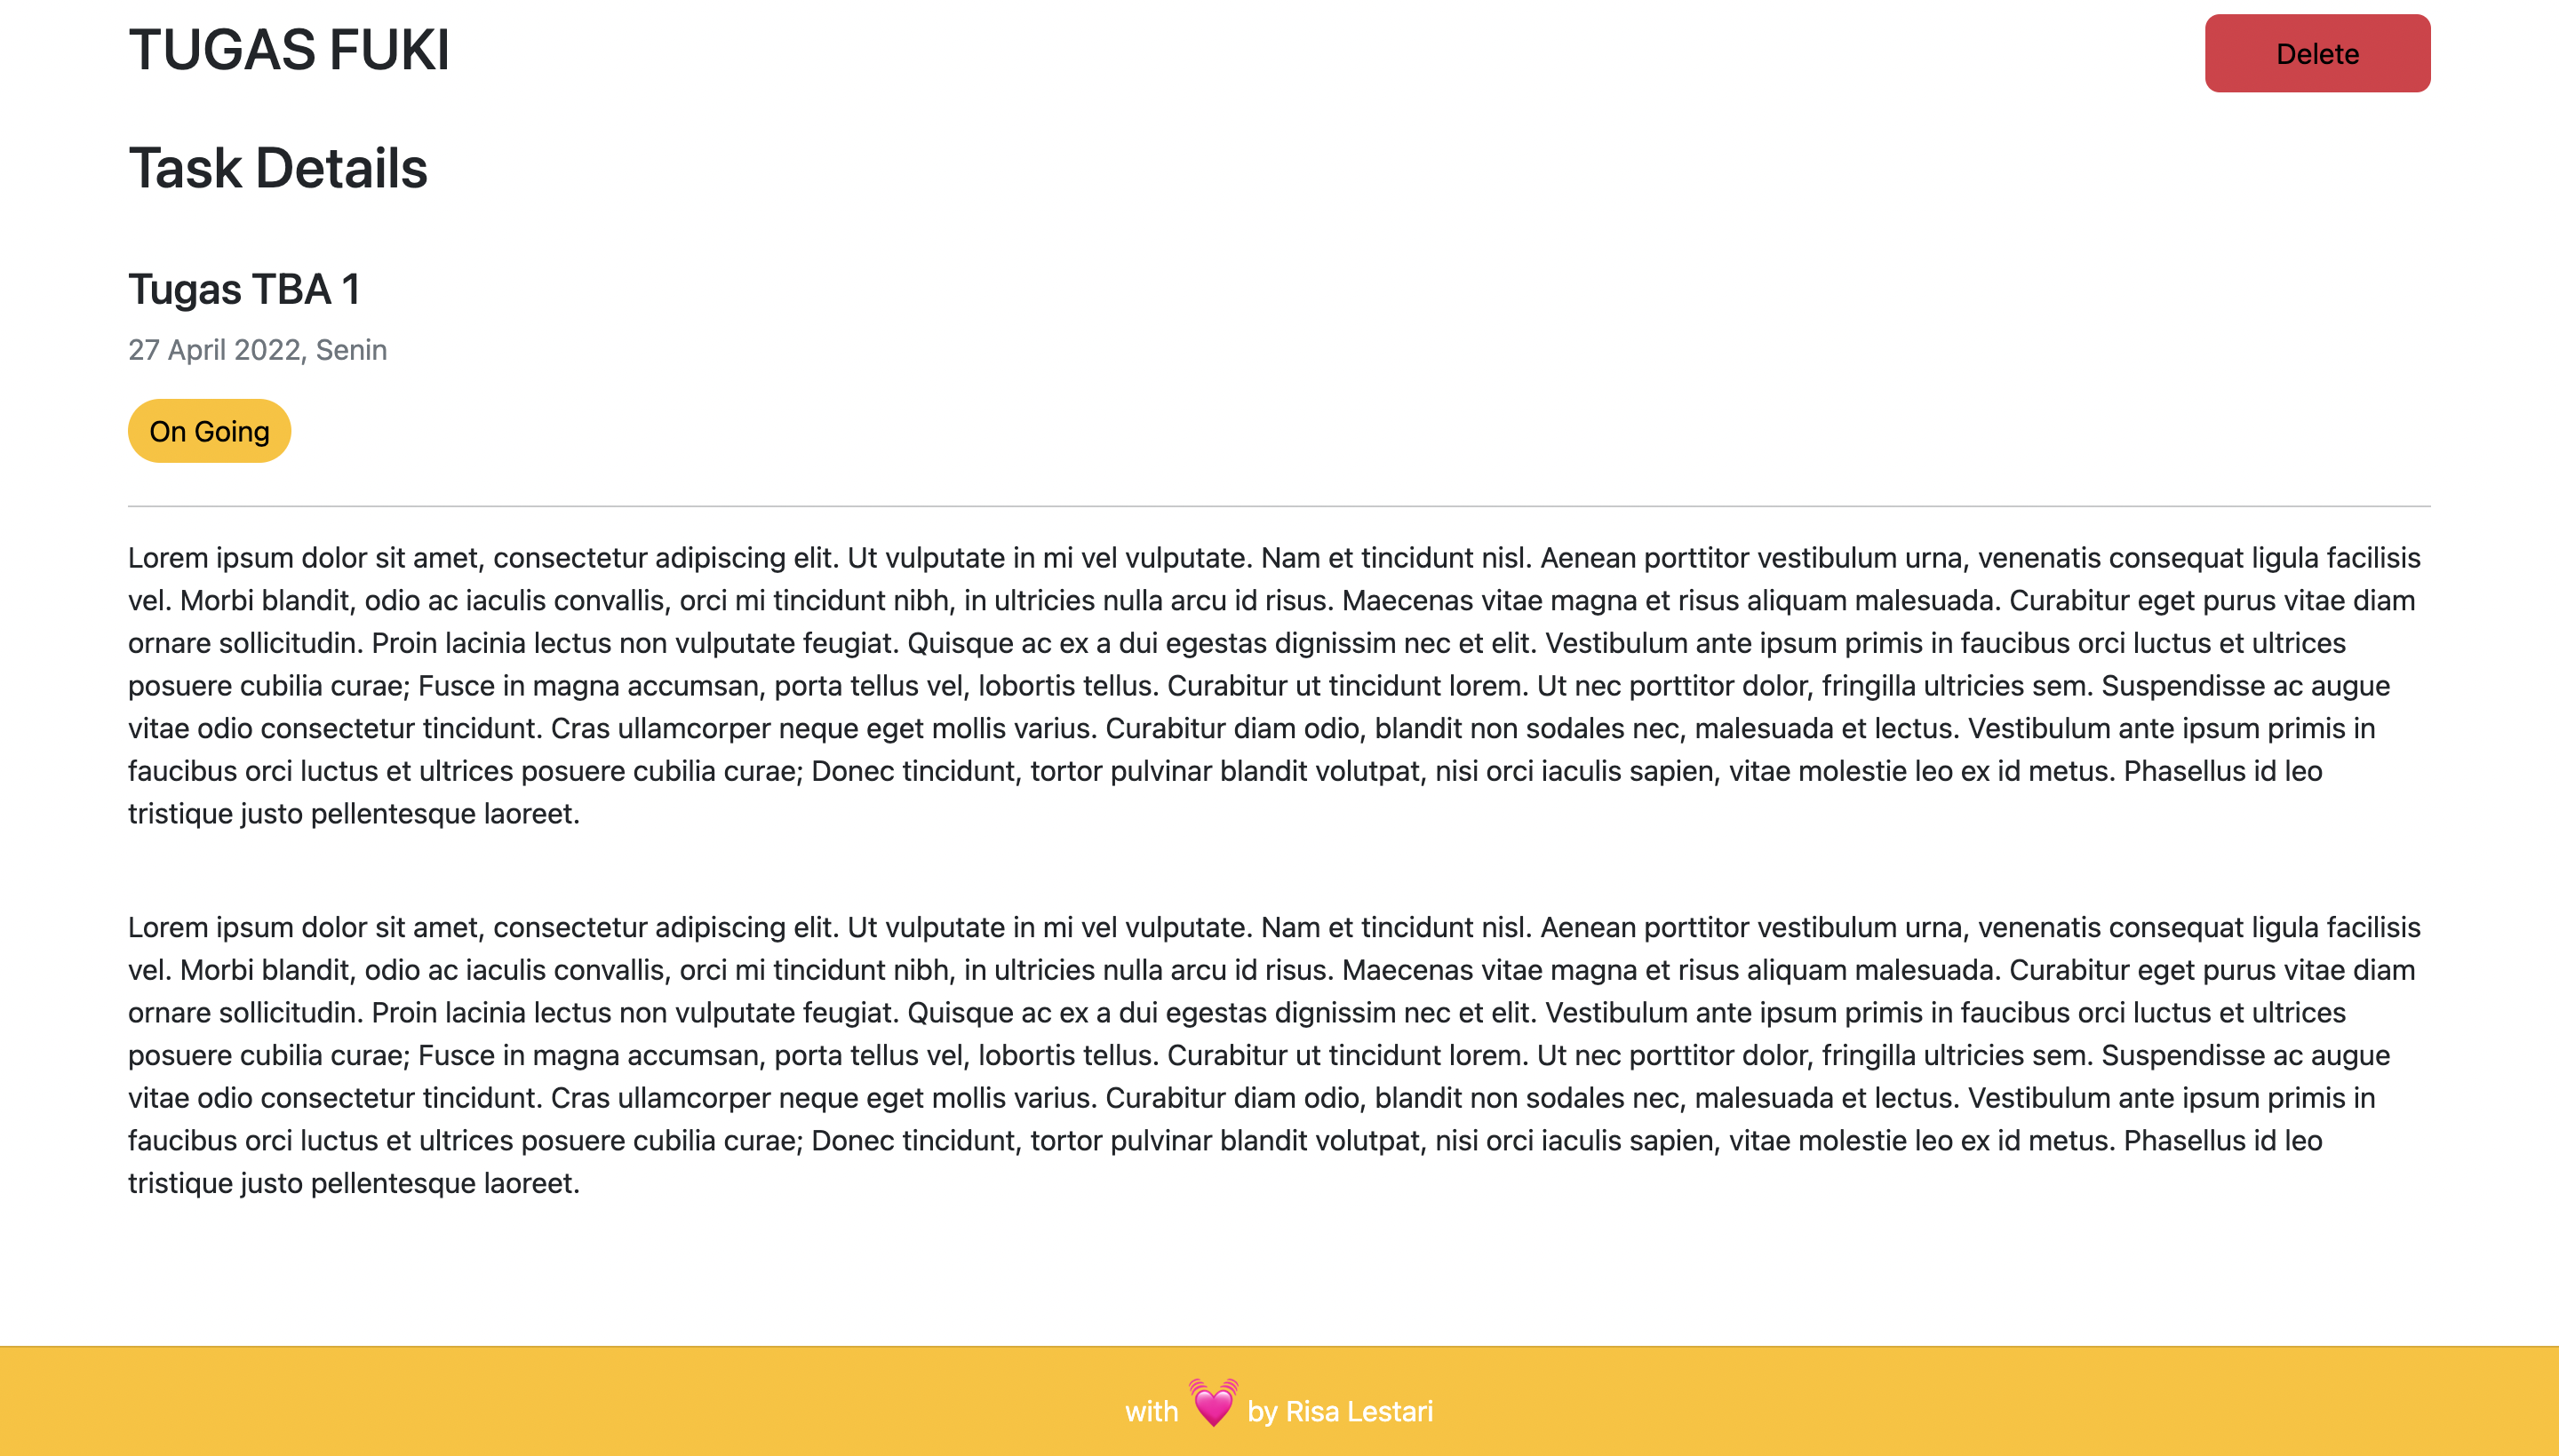 TUGAS FUKI
Delete
Task Details
Tugas TBA 1
27 April 2022, Senin
On Going
Lorem ipsum dolor sit amet, consectetur adipiscing elit. Ut vulputate in mi vel vulputate. Nam et tincidunt nisl. Aenean porttitor vestibulum urna, venenatis consequat ligula facilisis
vel. Morbi blandit, odio ac iaculis convallis, orci mi tincidunt nibh, in ultricies nulla arcu id risus. Maecenas vitae magna et risus aliquam malesuada. Curabitur eget purus vitae diam
ornare sollicitudin. Proin lacinia lectus non vulputate feugiat. Quisque ac ex a dui egestas dignissim nec et elit. Vestibulum ante ipsum primis in faucibus orci luctus et ultrices
posuere cubilia curae; Fusce in magna accumsan, porta tellus vel, lobortis tellus. Curabitur ut tincidunt lorem. Ut nec porttitor dolor, fringilla ultricies sem. Suspendisse ac augue
vitae odio consectetur tincidunt. Cras ullamcorper neque eget mollis varius. Curabitur diam odio, blandit non sodales nec, malesuada et lectus. Vestibulum ante ipsum primis in
faucibus orci luctus et ultrices posuere cubilia curae; Donec tincidunt, tortor pulvinar blandit volutpat, nisi orci iaculis sapien, vitae molestie leo ex id metus. Phasellus id leo
tristique justo pellentesque laoreet.
Lorem ipsum dolor sit amet, consectetur adipiscing elit. Ut vulputate in mi vel vulputate. Nam et tincidunt nisl. Aenean porttitor vestibulum urna, venenatis consequat ligula facilisis
vel. Morbi blandit, odio ac iaculis convallis, orci mi tincidunt nibh, in ultricies nulla arcu id risus. Maecenas vitae magna et risus aliquam malesuada. Curabitur eget purus vitae diam
ornare sollicitudin. Proin lacinia lectus non vulputate feugiat. Quisque ac ex a dui egestas dignissim nec et elit. Vestibulum ante ipsum primis in faucibus orci luctus et ultrices
posuere cubilia curae; Fusce in magna accumsan, porta tellus vel, lobortis tellus. Curabitur ut tincidunt lorem. Ut nec porttitor dolor, fringilla ultricies sem. Suspendisse ac augue
vitae odio consectetur tincidunt. Cras ullamcorper neque eget mollis varius. Curabitur diam odio, blandit non sodales nec, malesuada et lectus. Vestibulum ante ipsum primis in
faucibus orci luctus et ultrices posuere cubilia curae; Donec tincidunt, tortor pulvinar blandit volutpat, nisi orci iaculis sapien, vitae molestie leo ex id metus. Phasellus id leo
tristique justo pellentesque laoreet.
with 💓 by Risa Lestari